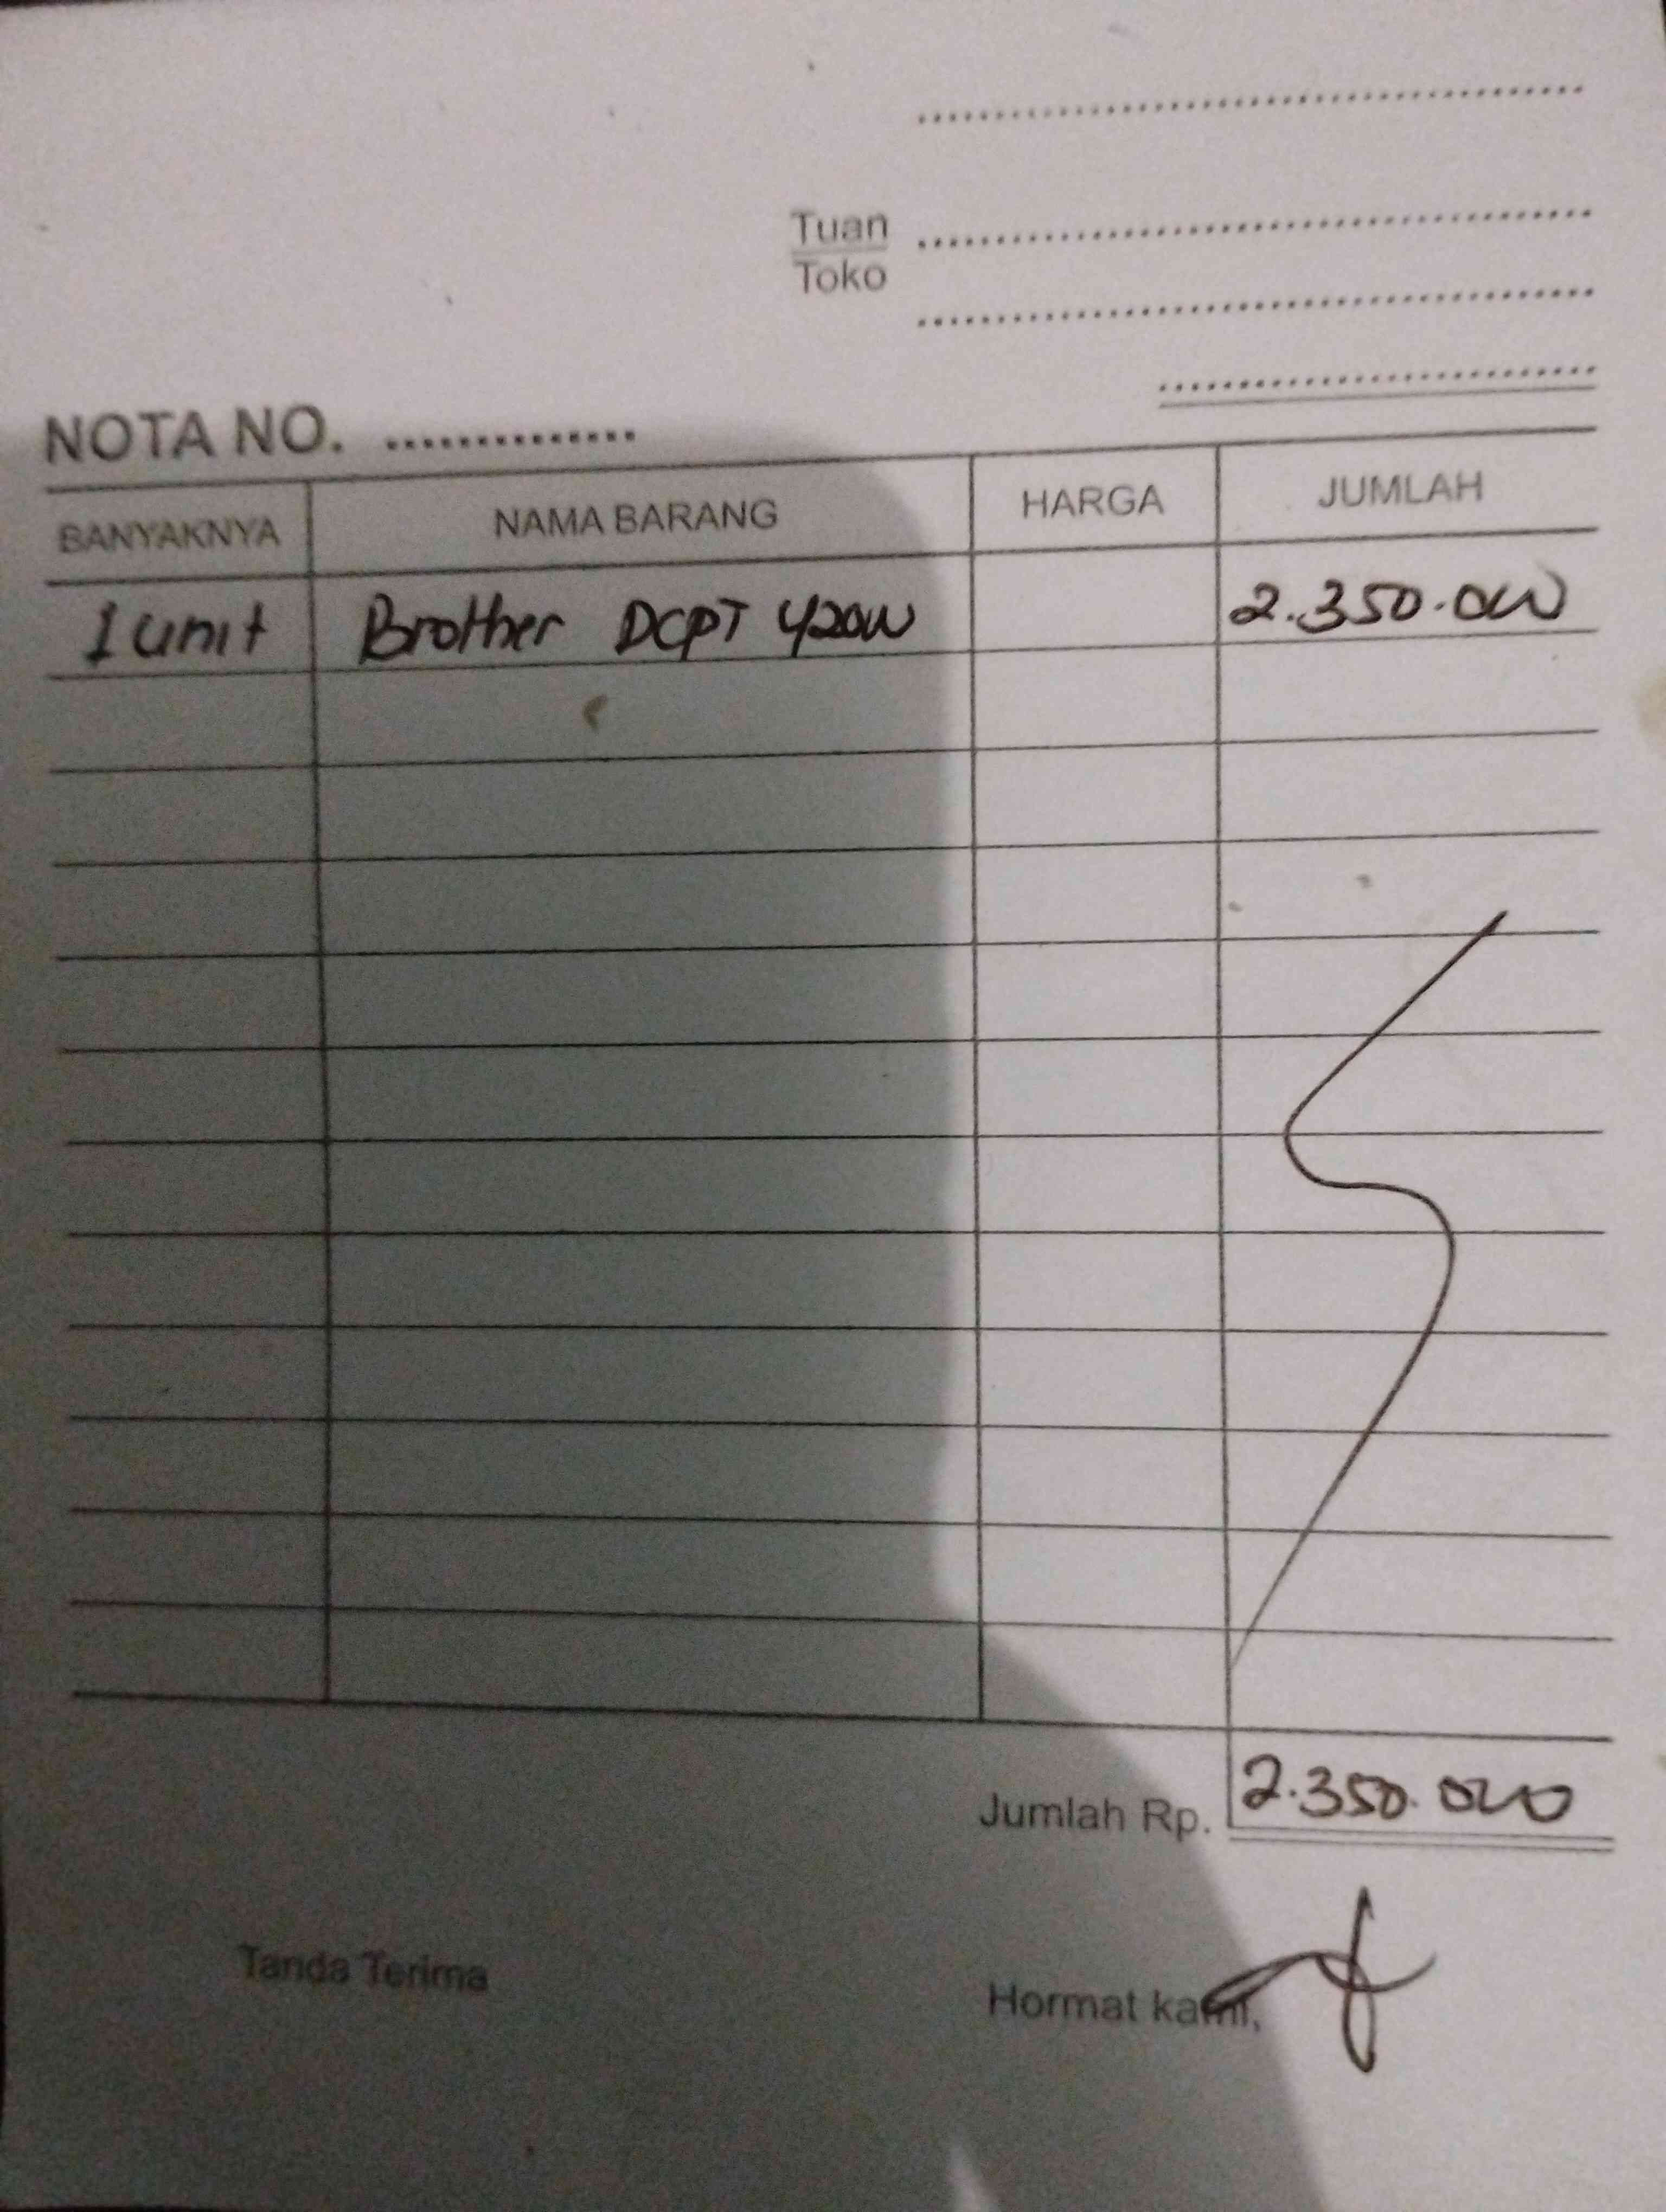 Tuan
Toko
NOTA NO. ...............
BANYAKNYA NAMA BARANG HARGA JUMLAH
1 unit Brother DCPT 420W 2.350.000
Jumlah Rp. 2.350.000
Tanda Terima
Hormat kami,